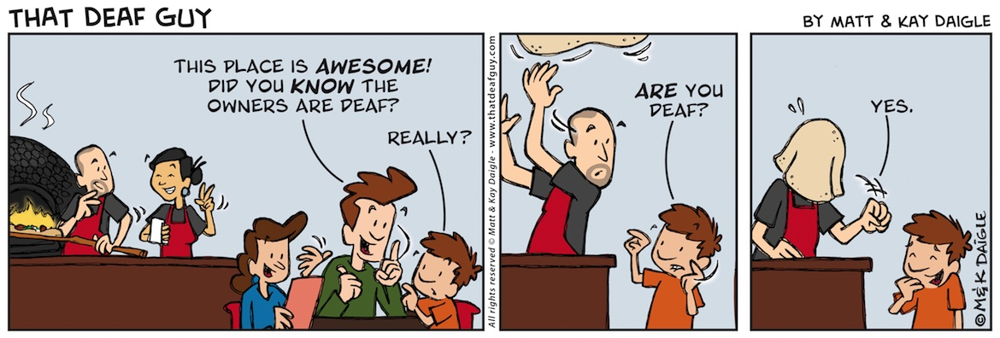 THAT DEAF GUY
BY MATT & KAY DAIGLE
THIS PLACE IS AWESOME!
DID YOU KNOW THE
OWNERS ARE DEAF?
REALLY?
All rights reserved © Matt & Kay Daigle - www.thatdeafguy.com
ARE YOU
DEAF?
YES.
©M&K DAIGLE